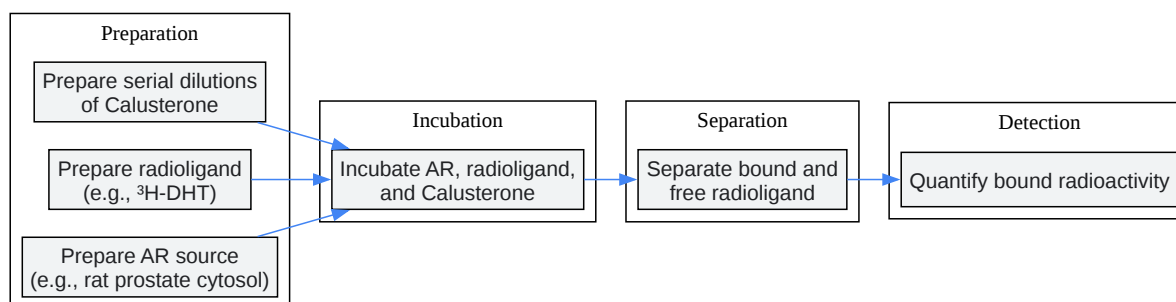 Preparation
Prepare serial dilutions
of Calusterone
Prepare radioligand
(e.g., ³H-DHT)
Prepare AR source
(e.g., rat prostate cytosol)
Incubation
Incubate AR, radioligand,
and Calusterone
Separation
Separate bound and
free radioligand
Detection
Quantify bound radioactivity